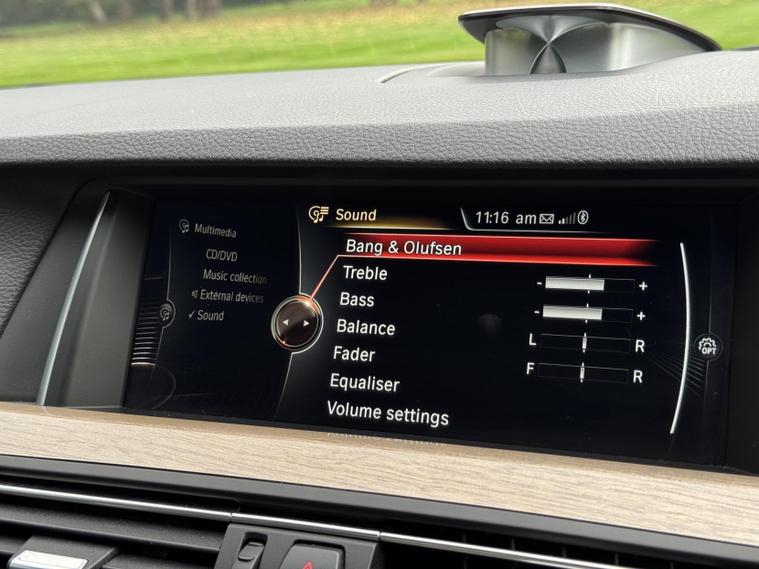 Sound
11:16 am
Multimedia
CD/DVD
Music collection
External devices
✓ Sound
Bang & Olufsen
Treble - +
Bass - +
Balance L R
Fader F R
Equaliser
Volume settings
OPT